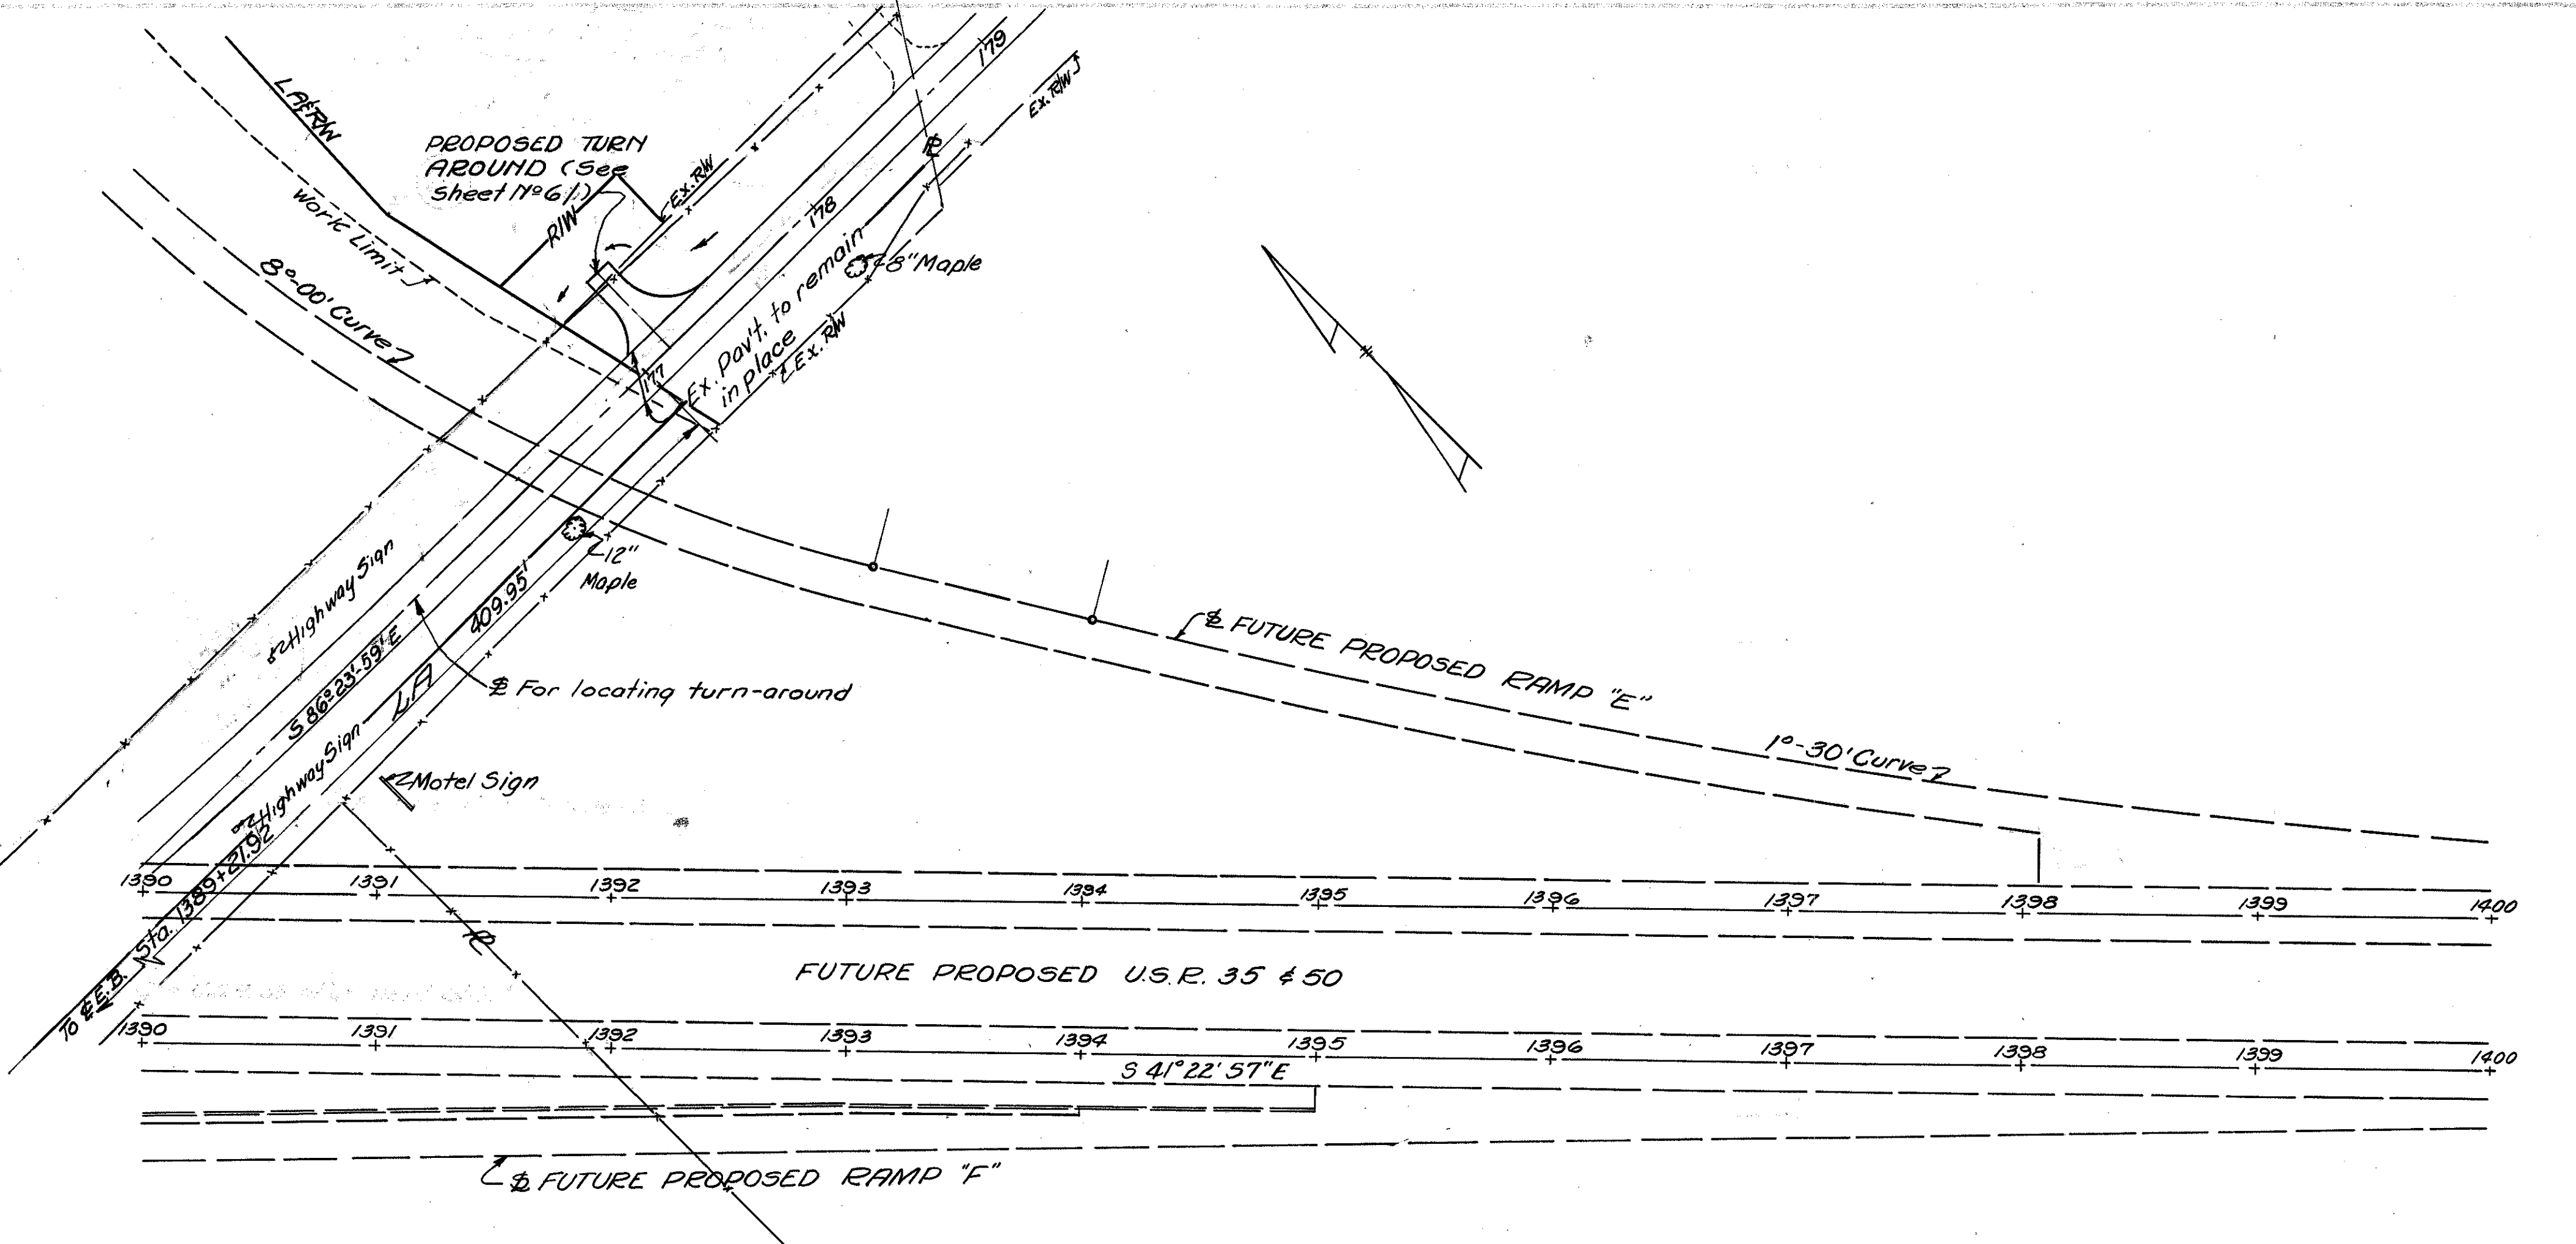 179
Ex. R/W
LA&R/W
PROPOSED TURN
AROUND (See
sheet Nº 61)
Ex. R/W
R/W
178
Work Limit
8°-00' Curve
8" Maple
Ex. Pav't. to remain
in place
Ex. R/W
177
12"
Maple
Highway Sign
409.95'
S 86°-23'-59" E
LA
℄ For locating turn-around
Highway Sign
Motel Sign
℄ FUTURE PROPOSED RAMP "E"
1°-30' Curve
Sta. 1389+21.92
To ℄ E.B.
1390 1391 1392 1393 1394 1395 1396 1397 1398 1399 1400
FUTURE PROPOSED U.S.R. 35 & 50
1390 1391 1392 1393 1394 1395 1396 1397 1398 1399 1400
S 41°22'57"E
℄ FUTURE PROPOSED RAMP "F"